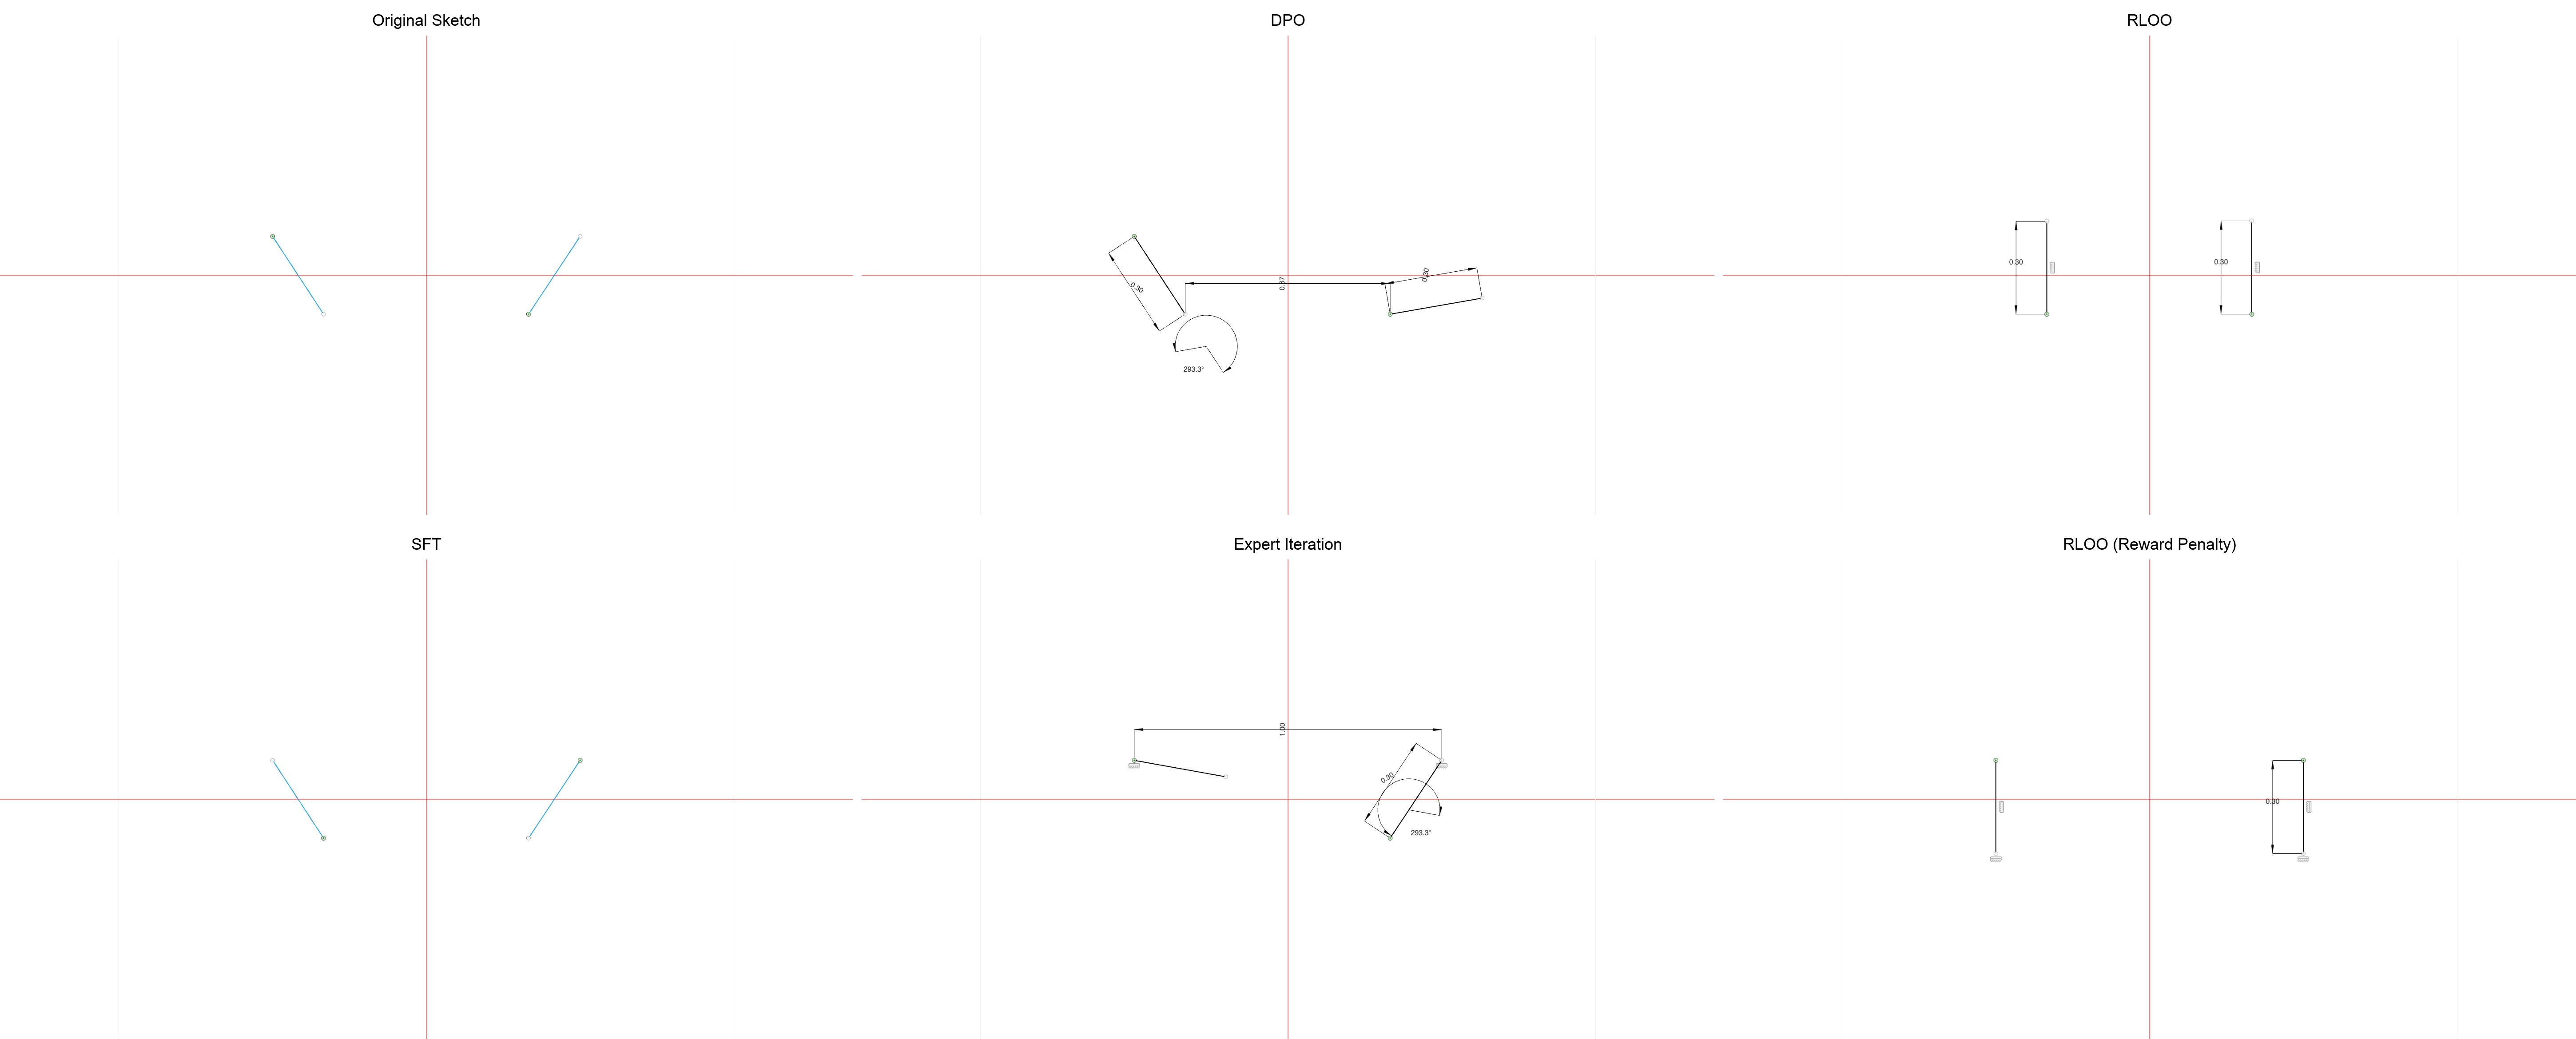 Original Sketch
DPO
RLOO
0.30
0.67
0.30
293.3°
0.30
0.30
SFT
Expert Iteration
RLOO (Reward Penalty)
1.00
0.30
293.3°
0.30